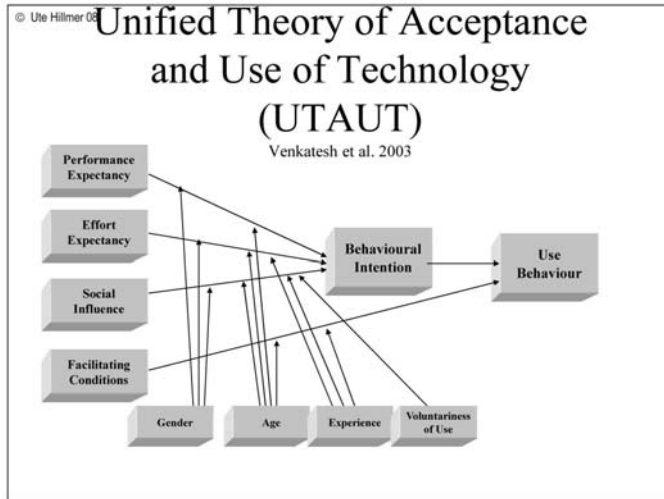 © Ute Hillmer 08
Unified Theory of Acceptance
and Use of Technology
(UTAUT)
Venkatesh et al. 2003
Performance
Expectancy
Effort
Expectancy
Social
Influence
Facilitating
Conditions
Behavioural
Intention
Use
Behaviour
Gender
Age
Experience
Voluntariness
of Use